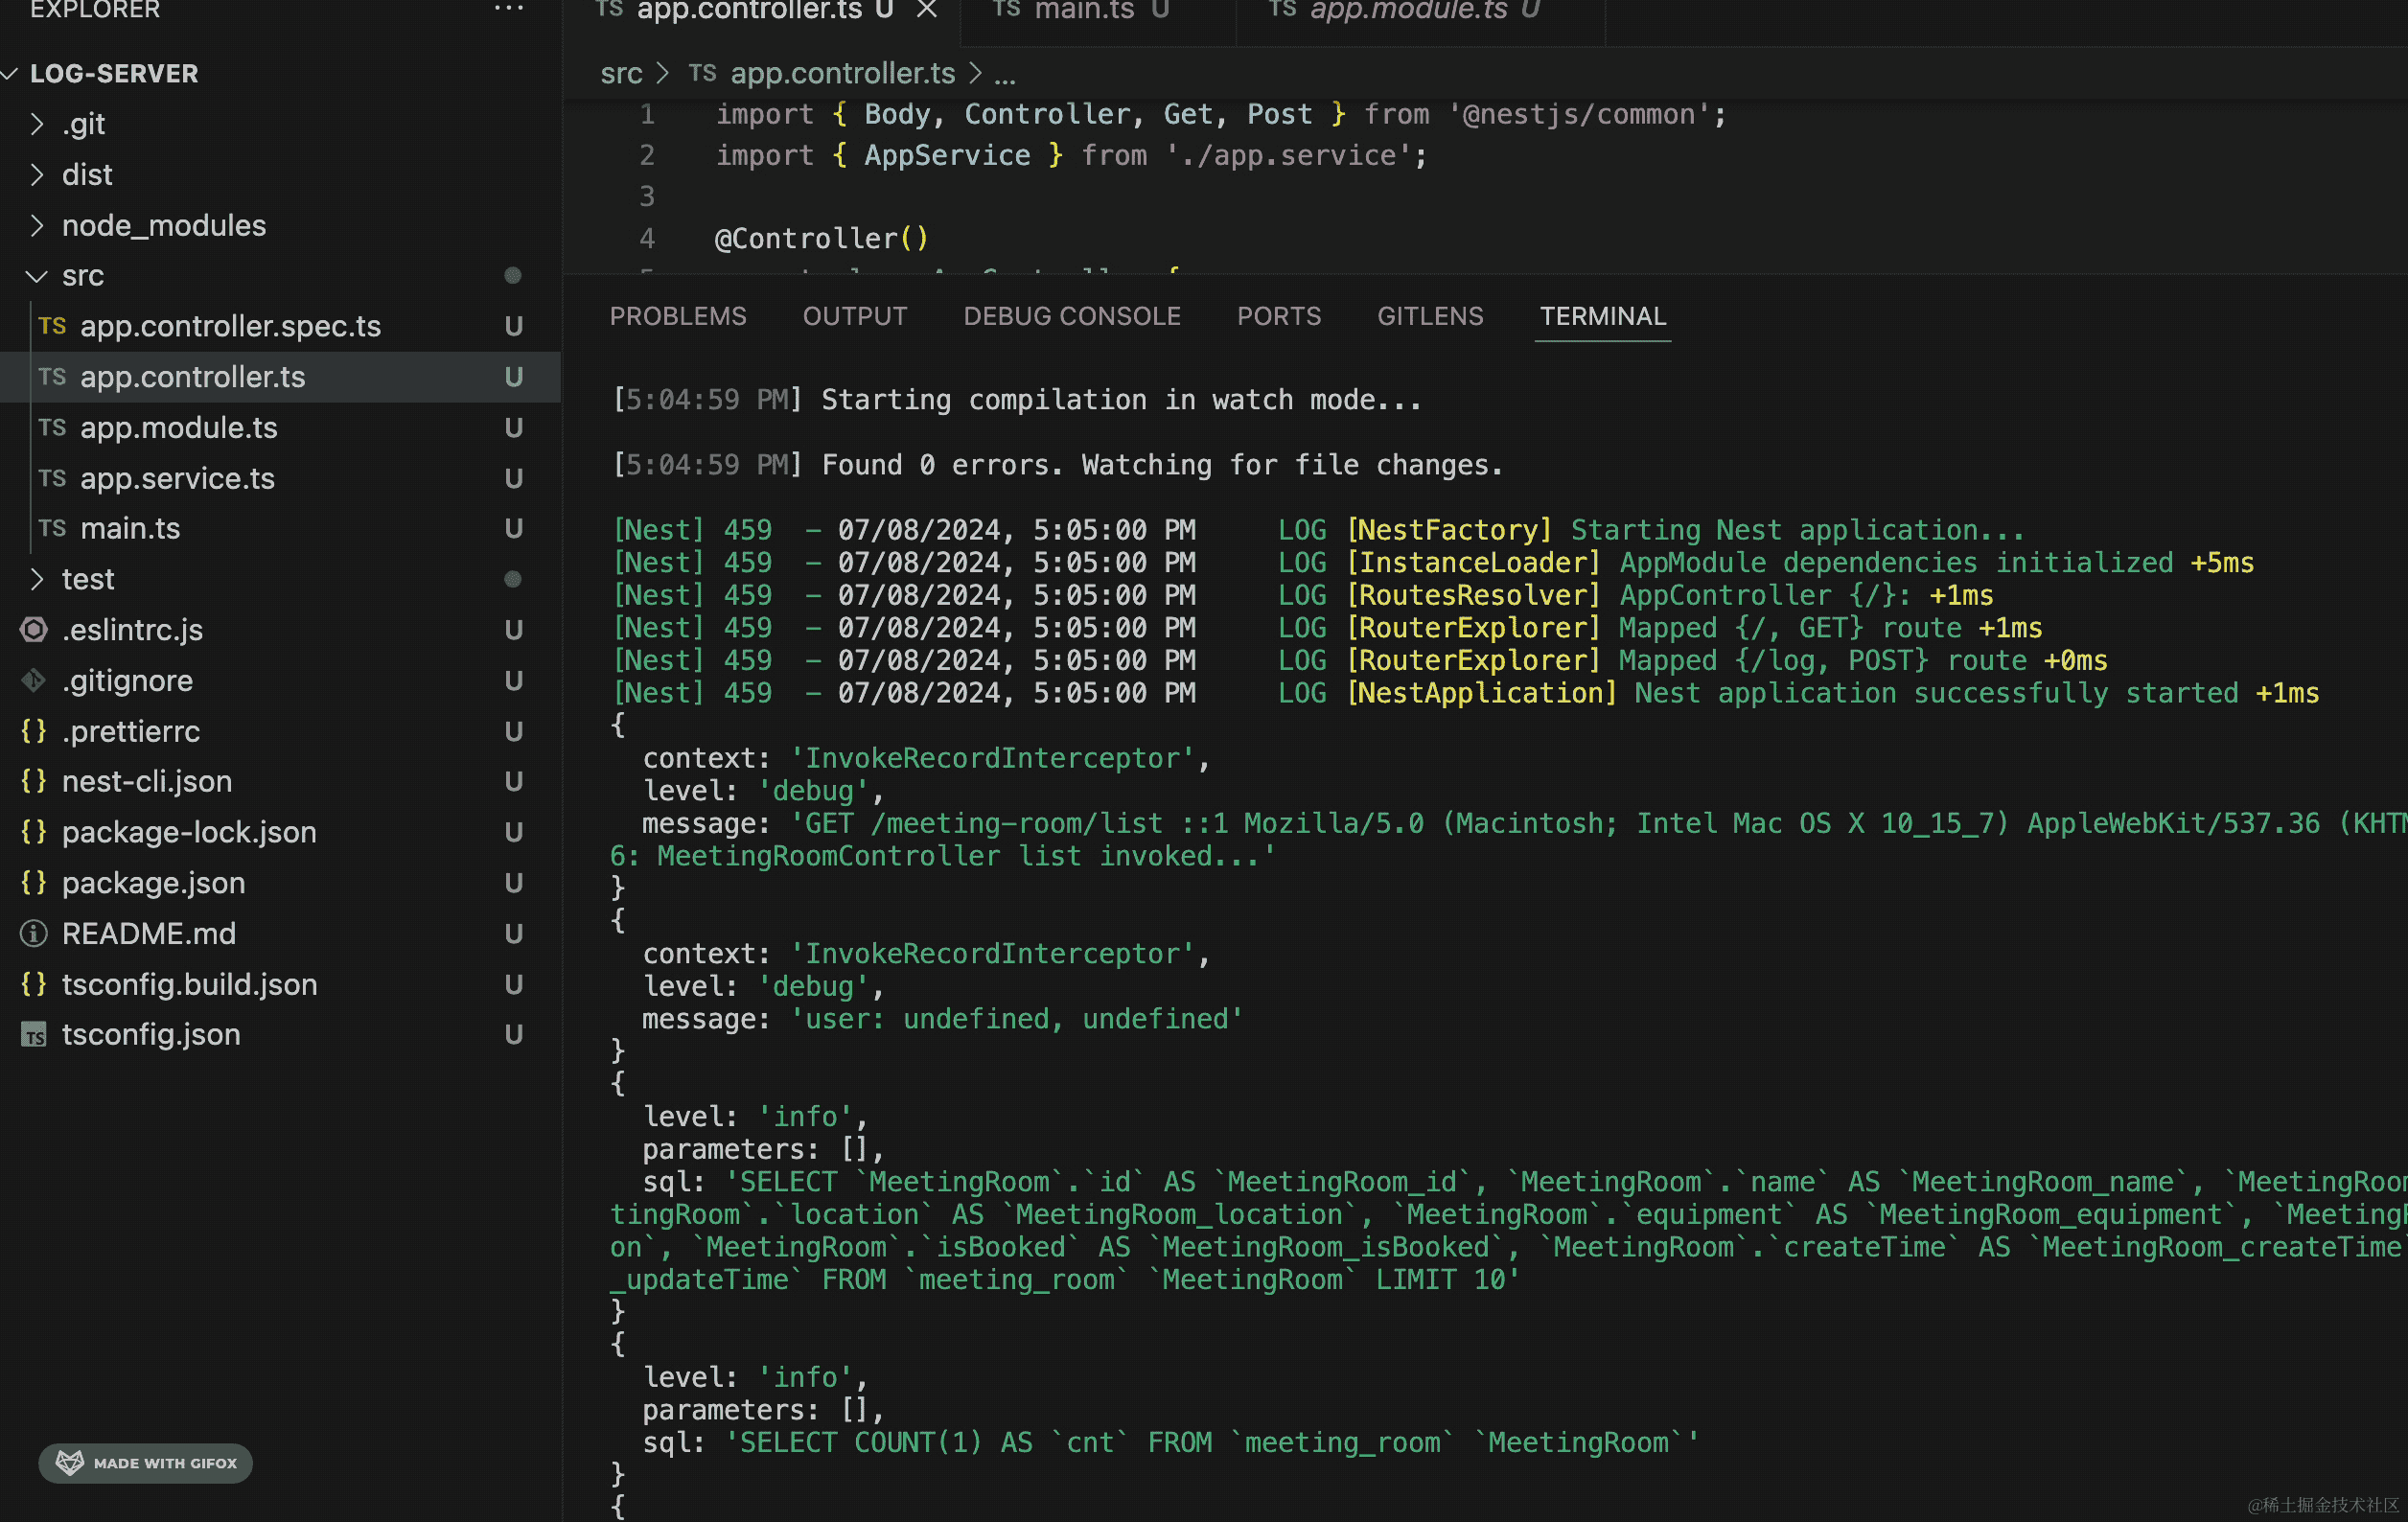 EXPLORER
...
LOG-SERVER
.git
dist
node_modules
src
TS app.controller.spec.ts U
TS app.controller.ts U
TS app.module.ts U
TS app.service.ts U
TS main.ts U
test
.eslintrc.js U
.gitignore U
{} .prettierrc U
{} nest-cli.json U
{} package-lock.json U
{} package.json U
README.md U
{} tsconfig.build.json U
TS tsconfig.json U
MADE WITH GIFOX
TS app.controller.ts U
TS main.ts U
TS app.module.ts U
src > TS app.controller.ts > ...
1 import { Body, Controller, Get, Post } from '@nestjs/common';
2 import { AppService } from './app.service';
3
4 @Controller()
PROBLEMS OUTPUT DEBUG CONSOLE PORTS GITLENS TERMINAL
[5:04:59 PM] Starting compilation in watch mode...
[5:04:59 PM] Found 0 errors. Watching for file changes.
[Nest] 459  - 07/08/2024, 5:05:00 PM     LOG [NestFactory] Starting Nest application...
[Nest] 459  - 07/08/2024, 5:05:00 PM     LOG [InstanceLoader] AppModule dependencies initialized +5ms
[Nest] 459  - 07/08/2024, 5:05:00 PM     LOG [RoutesResolver] AppController {/}: +1ms
[Nest] 459  - 07/08/2024, 5:05:00 PM     LOG [RouterExplorer] Mapped {/, GET} route +1ms
[Nest] 459  - 07/08/2024, 5:05:00 PM     LOG [RouterExplorer] Mapped {/log, POST} route +0ms
[Nest] 459  - 07/08/2024, 5:05:00 PM     LOG [NestApplication] Nest application successfully started +1ms
{
  context: 'InvokeRecordInterceptor',
  level: 'debug',
  message: 'GET /meeting-room/list ::1 Mozilla/5.0 (Macintosh; Intel Mac OS X 10_15_7) AppleWebKit/537.36 (KHTM
6: MeetingRoomController list invoked...'
}
{
  context: 'InvokeRecordInterceptor',
  level: 'debug',
  message: 'user: undefined, undefined'
}
{
  level: 'info',
  parameters: [],
  sql: 'SELECT `MeetingRoom`.`id` AS `MeetingRoom_id`, `MeetingRoom`.`name` AS `MeetingRoom_name`, `MeetingRoom
tingRoom`.`location` AS `MeetingRoom_location`, `MeetingRoom`.`equipment` AS `MeetingRoom_equipment`, `MeetingR
on`, `MeetingRoom`.`isBooked` AS `MeetingRoom_isBooked`, `MeetingRoom`.`createTime` AS `MeetingRoom_createTime`
_updateTime` FROM `meeting_room` `MeetingRoom` LIMIT 10'
}
{
  level: 'info',
  parameters: [],
  sql: 'SELECT COUNT(1) AS `cnt` FROM `meeting_room` `MeetingRoom`'
}
{
@稀土掘金技术社区